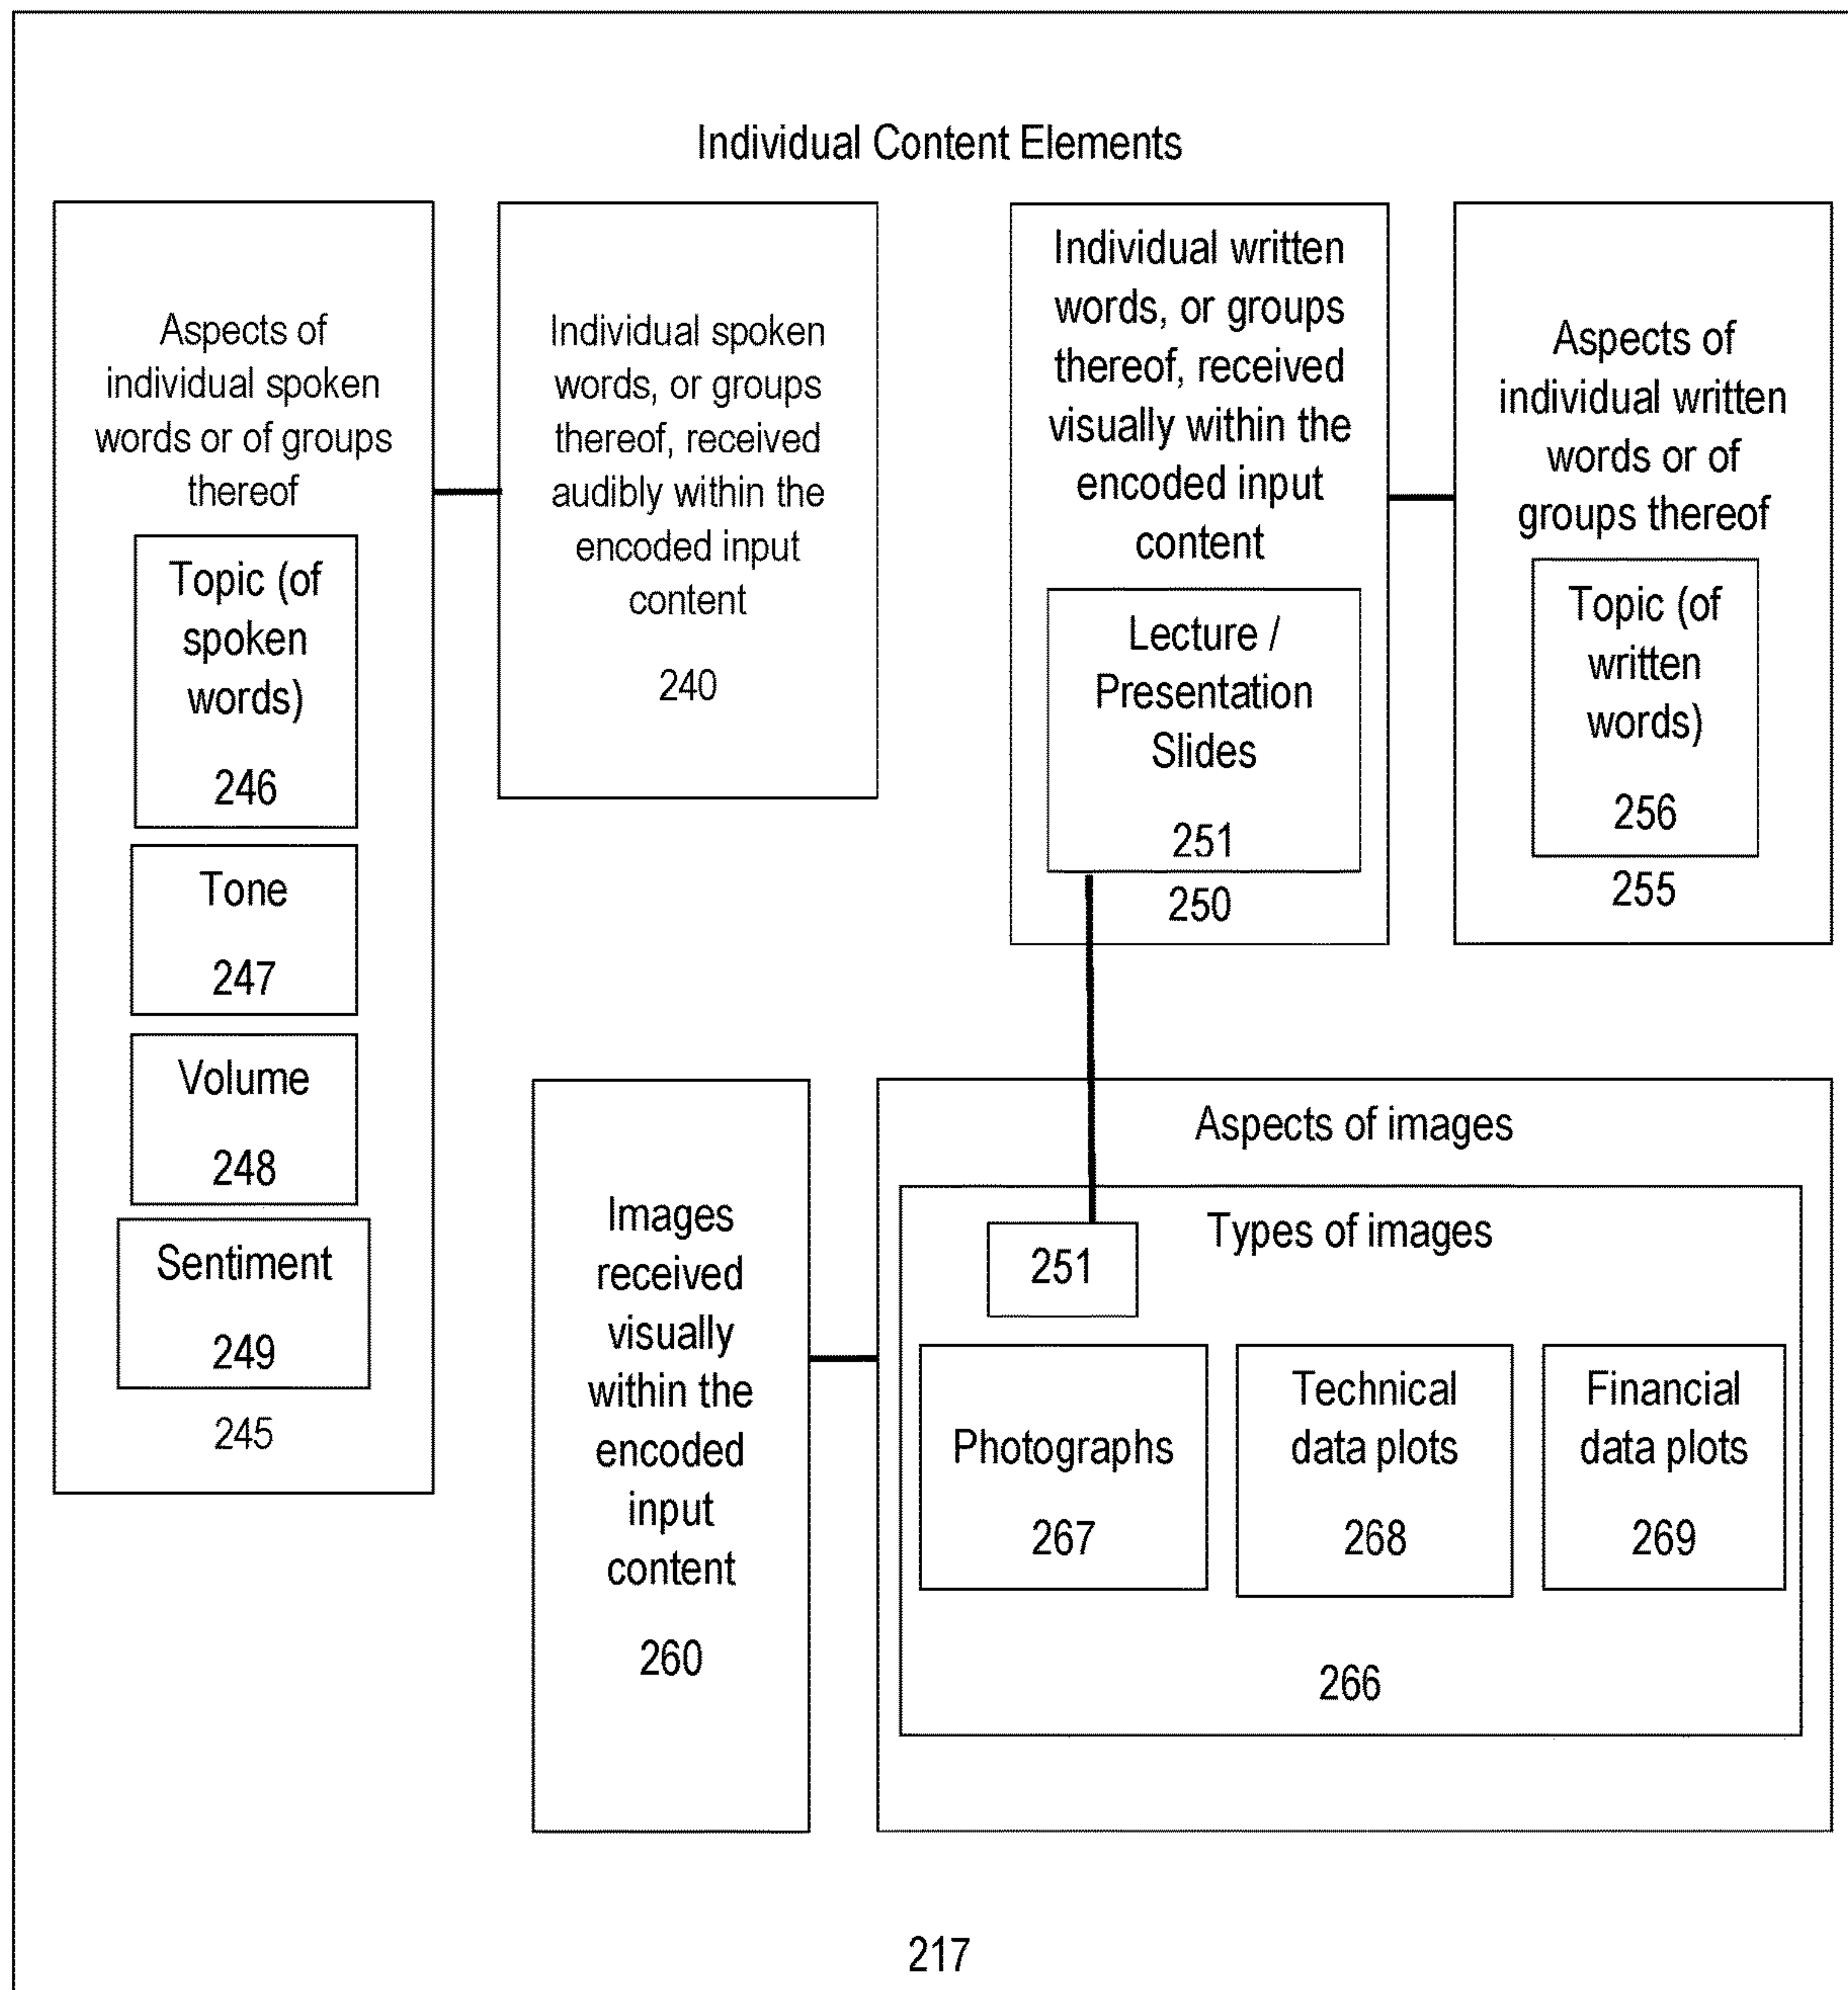 Individual Content Elements
Aspects of
individual spoken
words or of groups
thereof
Topic (of
spoken
words)
246
Tone
247
Volume
248
Sentiment
249
245
Individual spoken
words, or groups
thereof, received
audibly within the
encoded input
content
240
Individual written
words, or groups
thereof, received
visually within the
encoded input
content
Lecture /
Presentation
Slides
251
250
Aspects of
individual written
words or of
groups thereof
Topic (of
written
words)
256
255
Images
received
visually
within the
encoded
input
content
260
Aspects of images
Types of images
251
Photographs
267
Technical
data plots
268
Financial
data plots
269
266
217